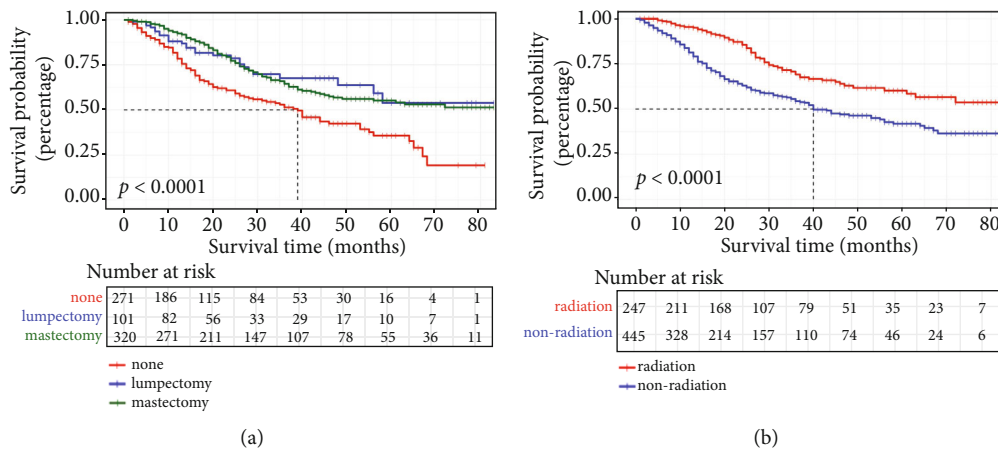 Survival probability
(percentage)
1.00
0.75
0.50
0.25
0.00
p < 0.0001
0 10 20 30 40 50 60 70 80
Survival time (months)
Number at risk
none 271 186 115 84 53 30 16 4 1
lumpectomy 101 82 56 33 29 17 10 7 1
mastectomy 320 271 211 147 107 78 55 36 11
none
lumpectomy
mastectomy
(a)
Survival probability
(percentage)
1.00
0.75
0.50
0.25
0.00
p < 0.0001
0 10 20 30 40 50 60 70 80
Survival time (months)
Number at risk
radiation 247 211 168 107 79 51 35 23 7
non-radiation 445 328 214 157 110 74 46 24 6
radiation
non-radiation
(b)